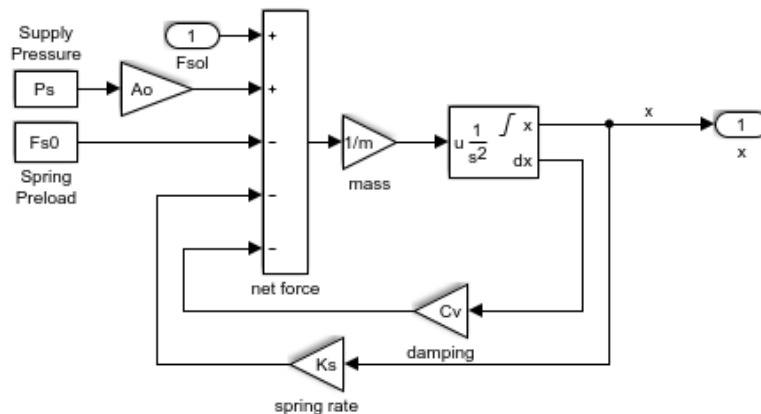 Supply
Pressure
Ps
Ao
1
Fsol
+
+
−
−
−
Fs0
Spring
Preload
net force
1/m
mass
u 1/s²
x
dx
x
1
x
Cv
damping
Ks
spring rate